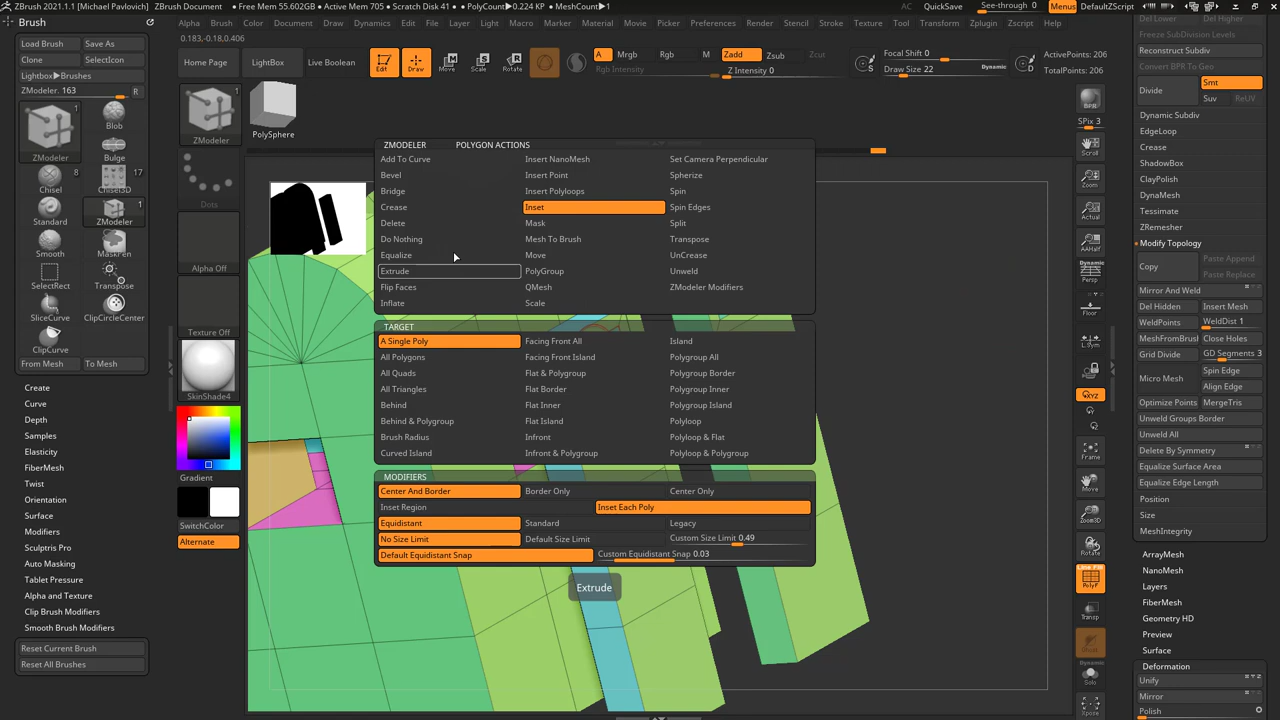 ZBrush 2021.1.1 [Michael Pavlovich] ZBrush Document • Free Mem 55.602GB • Active Mem 705 • Scratch Disk 41 • PolyCount▶0.224 KP • MeshCount▶1 AC QuickSave See-through 0 Menus DefaultZScript
Brush Alpha Brush Color Document Draw Dynamics Edit File Layer Light Macro Marker Material Movie Picker Preferences Render Stencil Stroke Texture Tool Transform Zplugin Zscript Help
0.183,-0.18,0.406
Load Brush Save As
Clone SelectIcon
Lightbox▶Brushes
ZModeler. 163 R
1
ZModeler
Blob
Bulge
8
Chisel
17
Chisel3D
Standard
1
ZModeler
Smooth
MaskPen
SelectRect
Transpose
SliceCurve
ClipCircleCenter
ClipCurve
From Mesh To Mesh
Create
Curve
Depth
Samples
Elasticity
FiberMesh
Twist
Orientation
Surface
Modifiers
Sculptris Pro
Auto Masking
Tablet Pressure
Alpha and Texture
Clip Brush Modifiers
Smooth Brush Modifiers
Reset Current Brush
Reset All Brushes
Home Page LightBox Live Boolean
Edit Draw Move Scale Rotate
A Mrgb Rgb M Zadd Zsub Zcut
Rgb Intensity Z Intensity 0
S Focal Shift 0
Draw Size 22 Dynamic D
ActivePoints: 206
TotalPoints: 206
1
ZModeler
PolySphere
Dots
Alpha Off
Texture Off
SkinShade4
Gradient
SwitchColor
Alternate
ZMODELER POLYGON ACTIONS
Add To Curve Insert NanoMesh Set Camera Perpendicular
Bevel Insert Point Spherize
Bridge Insert Polyloops Spin
Crease Inset Spin Edges
Delete Mask Split
Do Nothing Mesh To Brush Transpose
Equalize Move UnCrease
Extrude PolyGroup Unweld
Flip Faces QMesh ZModeler Modifiers
Inflate Scale
TARGET
A Single Poly Facing Front All Island
All Polygons Facing Front Island Polygroup All
All Quads Flat & Polygroup Polygroup Border
All Triangles Flat Border Polygroup Inner
Behind Flat Inner Polygroup Island
Behind & Polygroup Flat Island Polyloop
Brush Radius Infront Polyloop & Flat
Curved Island Infront & Polygroup Polyloop & Polygroup
MODIFIERS
Center And Border Border Only Center Only
Inset Region Inset Each Poly
Equidistant Standard Legacy
No Size Limit Default Size Limit Custom Size Limit 0.49
Default Equidistant Snap Custom Equidistant Snap 0.03
Extrude
BPR
SPix 3
Scroll
Zoom
Actual
AAHalf
Dynamic
Persp
Floor
L.Sym
XYZ
Frame
Move
Zoom3D
Rotate
Line Fill
PolyF
Transp
Dynamic
Solo
Xpose
Del Lower Del Higher
Freeze SubDivision Levels
Reconstruct Subdiv
Convert BPR To Geo
Divide Smt
Suv ReUV
Dynamic Subdiv
EdgeLoop
Crease
ShadowBox
ClayPolish
DynaMesh
Tessimate
ZRemesher
Modify Topology
Copy Paste Append
Paste Replace
Mirror And Weld
Del Hidden Insert Mesh
WeldPoints WeldDist 1
MeshFromBrush Close Holes
Grid Divide GD Segments 3
Micro Mesh Spin Edge
Align Edge
Optimize Points MergeTris
Unweld Groups Border
Unweld All
Delete By Symmetry
Equalize Surface Area
Equalize Edge Length
Position
Size
MeshIntegrity
ArrayMesh
NanoMesh
Layers
FiberMesh
Geometry HD
Preview
Surface
Deformation
Unify
Mirror
Polish